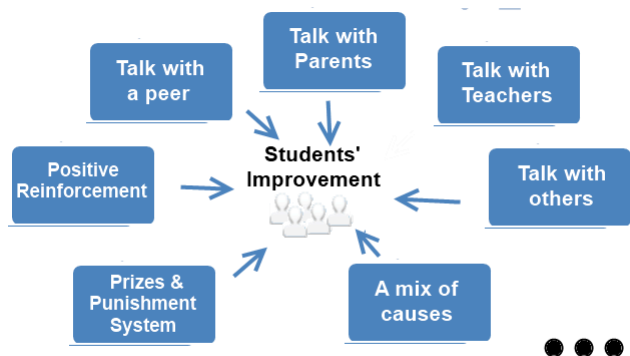 Talk with
Parents
Talk with
a peer
Talk with
Teachers
Students'
Improvement
Positive
Reinforcement
Talk with
others
Prizes &
Punishment
System
A mix of
causes